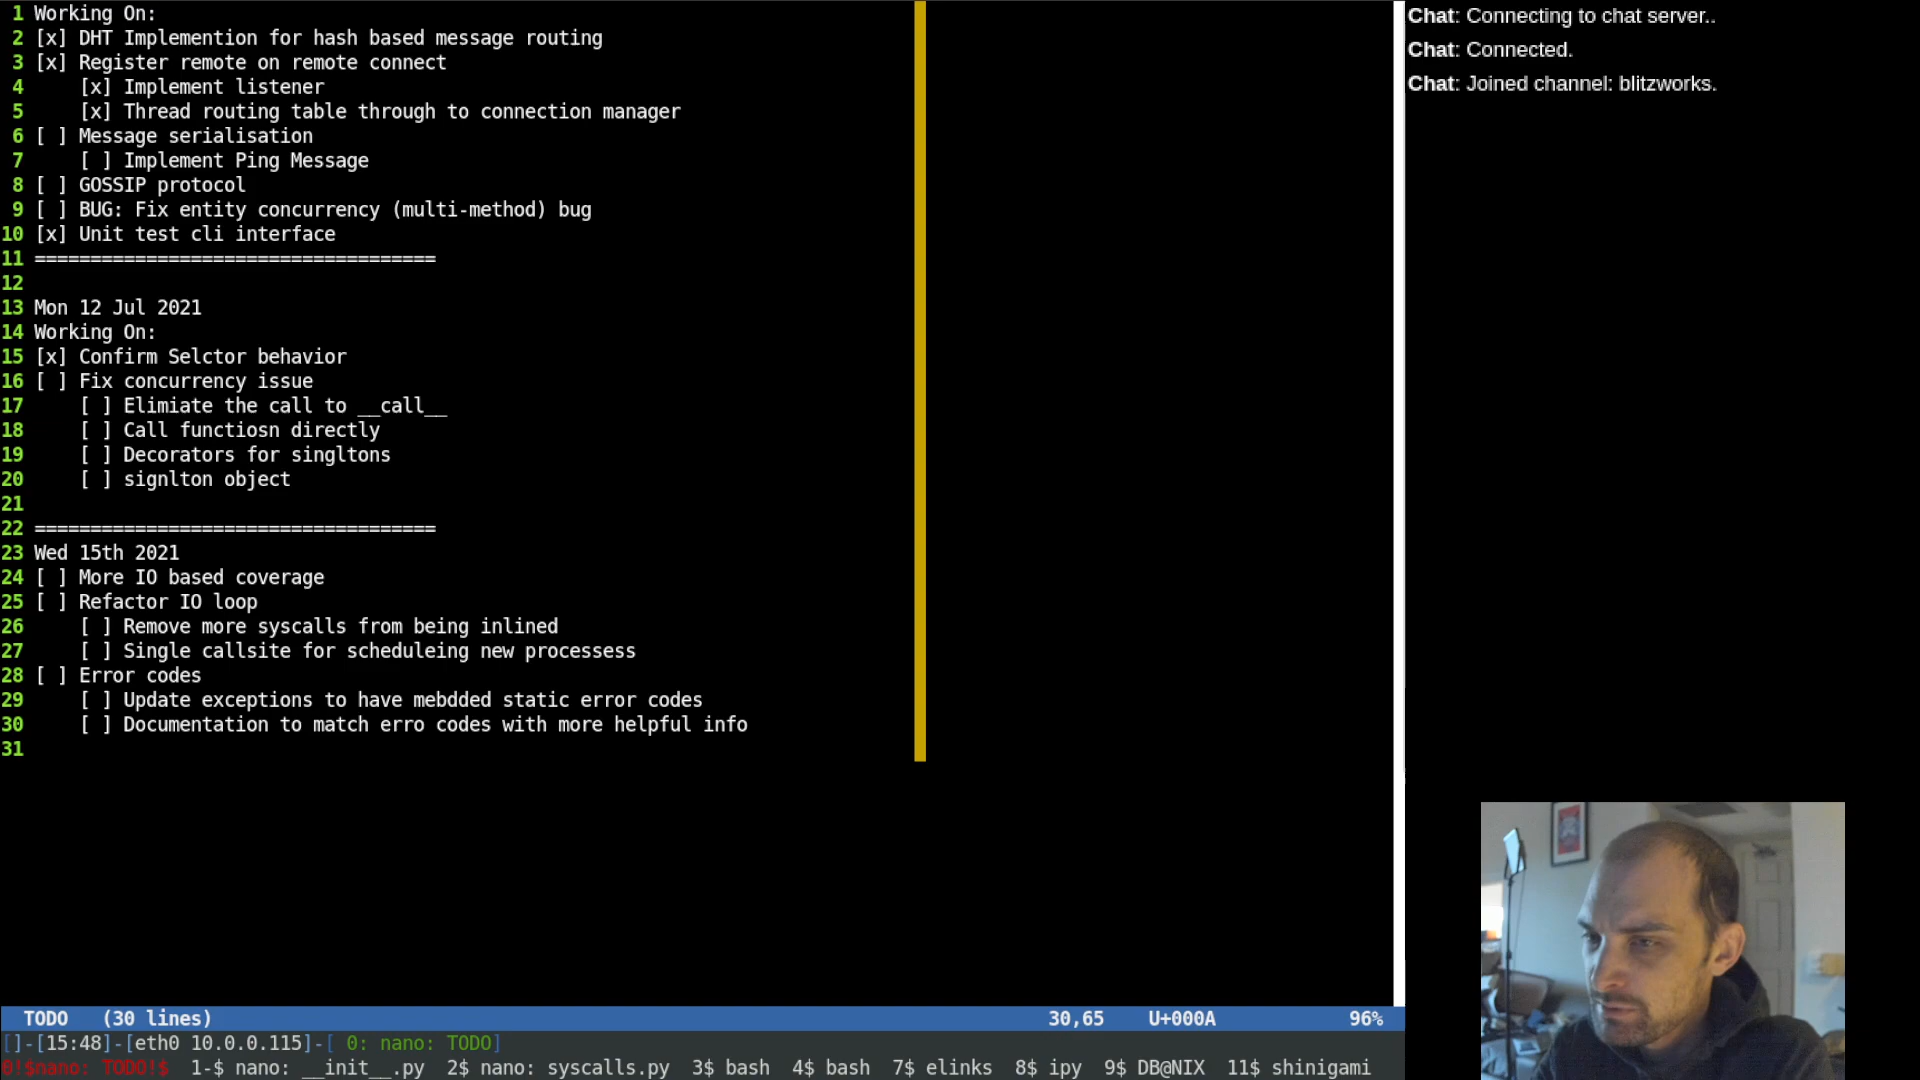 1 Working On:
2 [x] DHT Implemention for hash based message routing
3 [x] Register remote on remote connect
4     [x] Implement listener
5     [x] Thread routing table through to connection manager
6 [ ] Message serialisation
7     [ ] Implement Ping Message
8 [ ] GOSSIP protocol
9 [ ] BUG: Fix entity concurrency (multi-method) bug
10 [x] Unit test cli interface
11 ====================================
12
13 Mon 12 Jul 2021
14 Working On:
15 [x] Confirm Selctor behavior
16 [ ] Fix concurrency issue
17     [ ] Elimiate the call to __call__
18     [ ] Call functiosn directly
19     [ ] Decorators for singltons
20     [ ] signlton object
21
22 ====================================
23 Wed 15th 2021
24 [ ] More IO based coverage
25 [ ] Refactor IO loop
26     [ ] Remove more syscalls from being inlined
27     [ ] Single callsite for scheduleing new processess
28 [ ] Error codes
29     [ ] Update exceptions to have mebdded static error codes
30     [ ] Documentation to match erro codes with more helpful info
31
TODO (30 lines) 30,65 U+000A 96%
[]-[15:48]-[eth0 10.0.0.115]-[ 0: nano: TODO]
0!$nano: TODO!$ 1-$ nano: __init__.py 2$ nano: syscalls.py 3$ bash 4$ bash 7$ elinks 8$ ipy 9$ DB@NIX 11$ shinigami
Chat: Connecting to chat server..
Chat: Connected.
Chat: Joined channel: blitzworks.